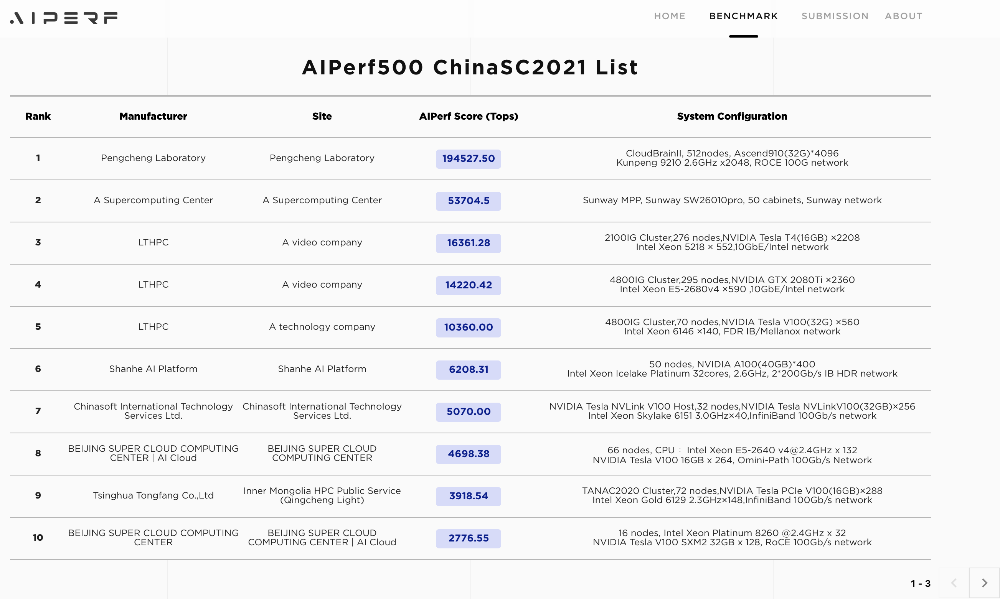 AIPERF
HOME BENCHMARK SUBMISSION ABOUT
AIPerf500 ChinaSC2021 List
Rank Manufacturer Site AIPerf Score (Tops) System Configuration
1 Pengcheng Laboratory Pengcheng Laboratory 194527.50 CloudBrainII, 512nodes, Ascend910(32G)*4096
Kunpeng 9210 2.6GHz x2048, ROCE 100G network
2 A Supercomputing Center A Supercomputing Center 53704.5 Sunway MPP, Sunway SW26010pro, 50 cabinets, Sunway network
3 LTHPC A video company 16361.28 2100IG Cluster,276 nodes,NVIDIA Tesla T4(16GB) ×2208
Intel Xeon 5218 × 552,10GbE/Intel network
4 LTHPC A video company 14220.42 4800IG Cluster,295 nodes,NVIDIA GTX 2080Ti ×2360
Intel Xeon E5-2680v4 ×590 ,10GbE/Intel network
5 LTHPC A technology company 10360.00 4800IG Cluster,70 nodes,NVIDIA Tesla V100(32G) ×560
Intel Xeon 6146 ×140, FDR IB/Mellanox network
6 Shanhe AI Platform Shanhe AI Platform 6208.31 50 nodes, NVIDIA A100(40GB)*400
Intel Xeon Icelake Platinum 32cores, 2.6GHz, 2*200Gb/s IB HDR network
7 Chinasoft International Technology Chinasoft International Technology 5070.00 NVIDIA Tesla NVLink V100 Host,32 nodes,NVIDIA Tesla NVLinkV100(32GB)×256
Services Ltd. Services Ltd. Intel Xeon Skylake 6151 3.0GHz×40,InfiniBand 100Gb/s network
8 BEIJING SUPER CLOUD COMPUTING BEIJING SUPER CLOUD 4698.38 66 nodes, CPU： Intel Xeon E5-2640 v4@2.4GHz x 132
CENTER | AI Cloud COMPUTING CENTER NVIDIA Tesla V100 16GB x 264, Omini-Path 100Gb/s Network
9 Tsinghua Tongfang Co.,Ltd Inner Mongolia HPC Public Service 3918.54 TANAC2020 Cluster,72 nodes,NVIDIA Tesla PCIe V100(16GB)×288
(Qingcheng Light) Intel Xeon Gold 6129 2.3GHz×148,InfiniBand 100Gb/s network
10 BEIJING SUPER CLOUD COMPUTING BEIJING SUPER CLOUD 2776.55 16 nodes, Intel Xeon Platinum 8260 @2.4GHz x 32
CENTER COMPUTING CENTER | AI Cloud NVIDIA Tesla V100 SXM2 32GB x 128, RoCE 100Gb/s network
1 - 3